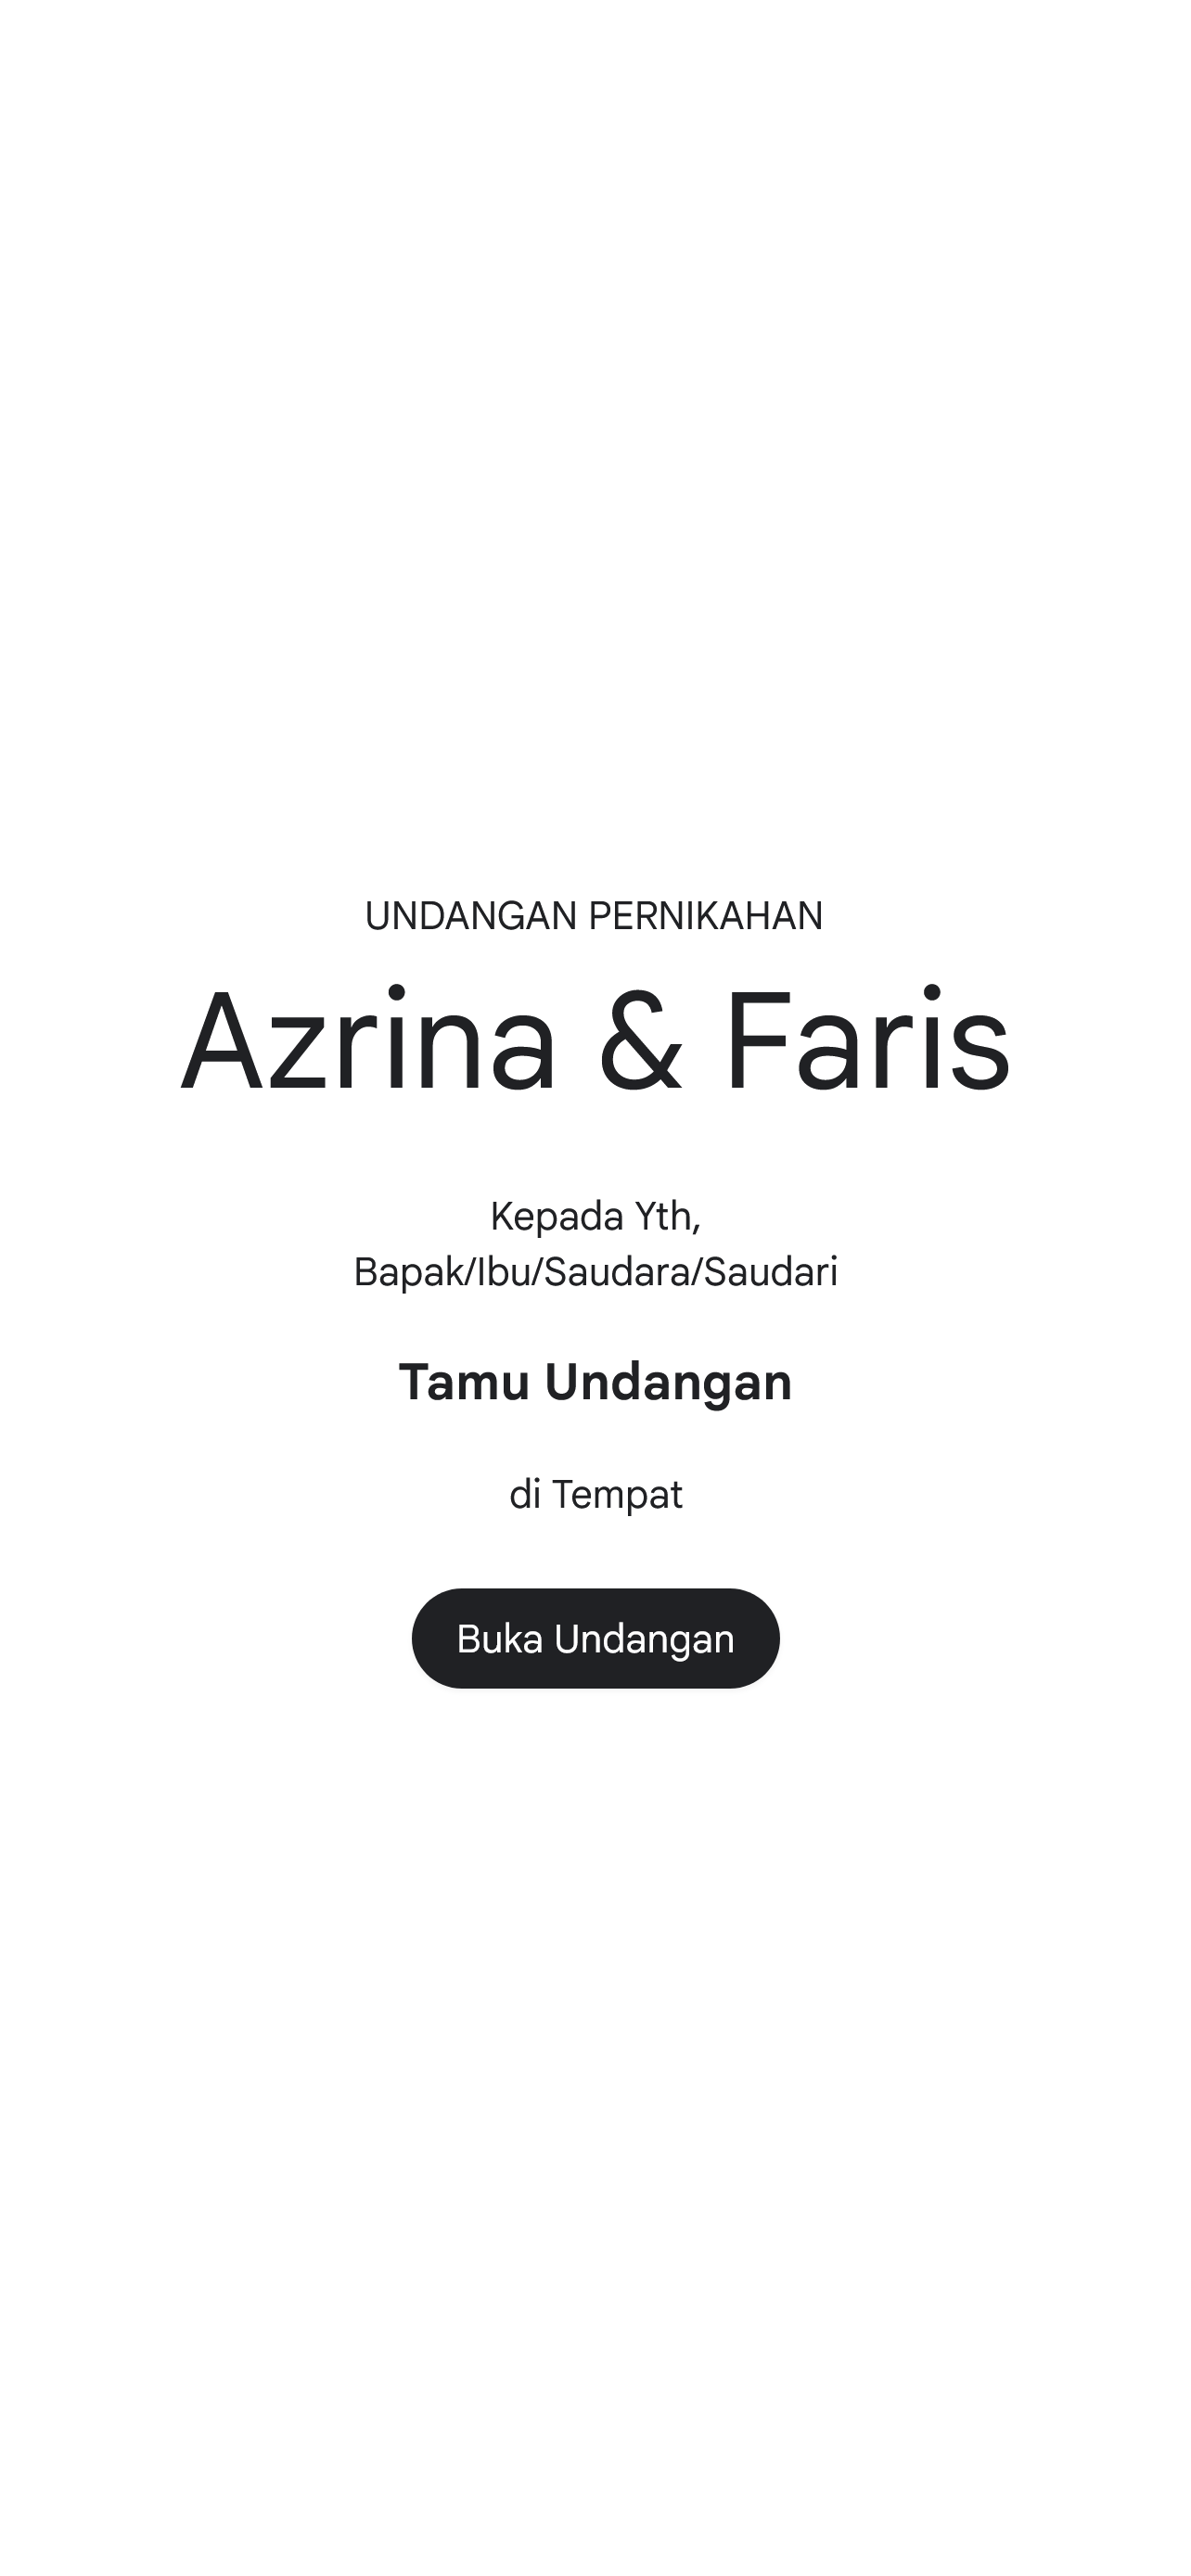 UNDANGAN PERNIKAHAN
Azrina & Faris
Kepada Yth,
Bapak/Ibu/Saudara/Saudari
Tamu Undangan
di Tempat
Buka Undangan